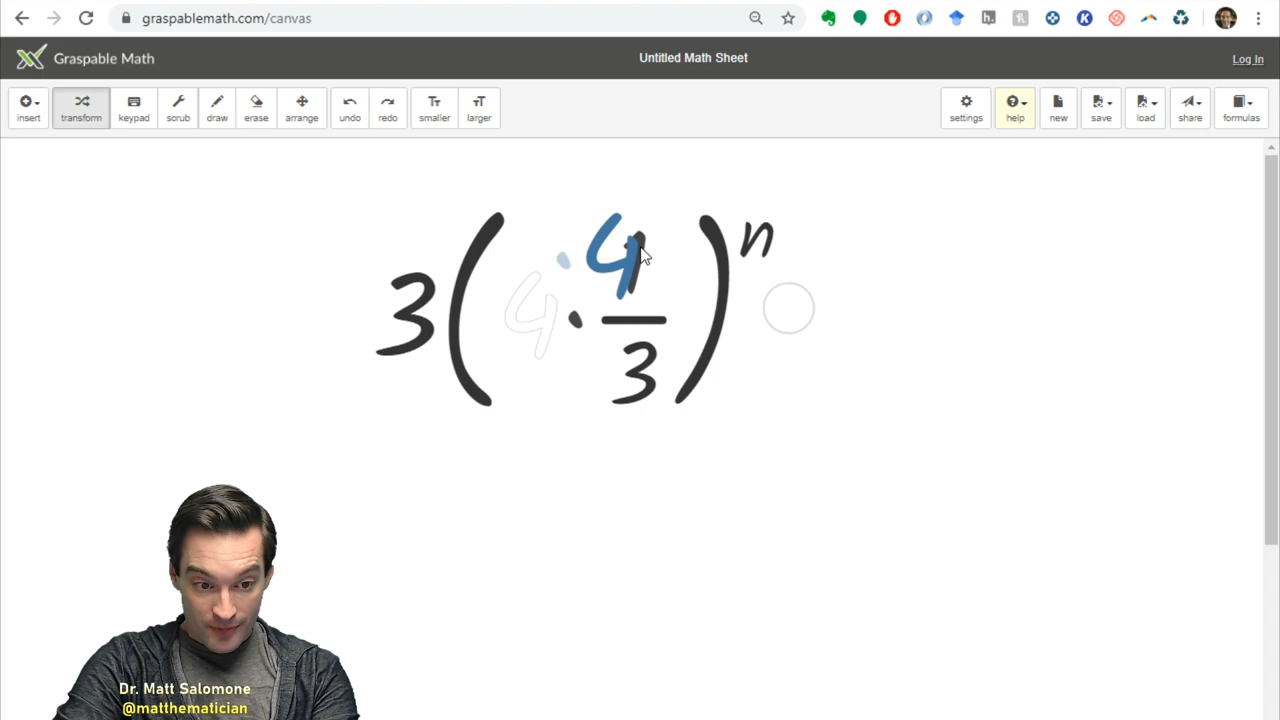 graspablemath.com/canvas
Graspable Math
Untitled Math Sheet
Log In
insert transform keypad scrub draw erase arrange undo redo smaller larger settings help new save load share formulas
3(4 · 1/3)^n
· 4
Dr. Matt Salomone
@matthematician